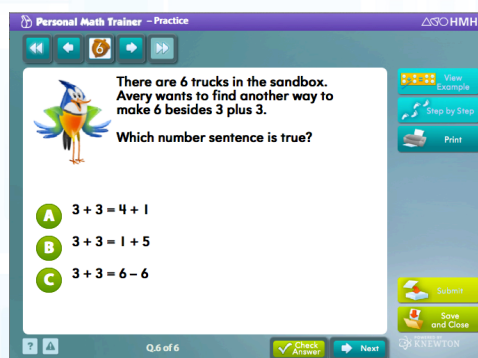 Personal Math Trainer – Practice
HMH
6
There are 6 trucks in the sandbox.
Avery wants to find another way to
make 6 besides 3 plus 3.
Which number sentence is true?
A 3 + 3 = 4 + 1
B 3 + 3 = 1 + 5
C 3 + 3 = 6 – 6
View
Example
Step by Step
Print
Submit
Save
and Close
? Q.6 of 6
Check
Answer
Next
KNEWTON